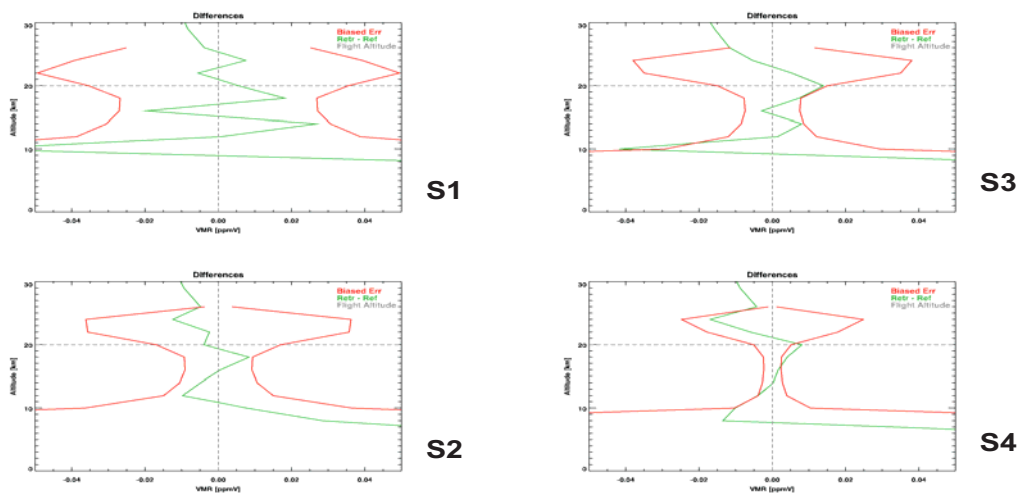 Differences
Biased Err
Retr - Ref
Flight Altitude
30
20
10
0
Altitude [km]
-0.04
-0.02
0.00
0.02
0.04
VMR [ppmV]
S1
Differences
Biased Err
Retr - Ref
Flight Altitude
30
20
10
0
Altitude [km]
-0.04
-0.02
0.00
0.02
0.04
VMR [ppmV]
S3
Differences
Biased Err
Retr - Ref
Flight Altitude
30
20
10
0
Altitude [km]
-0.04
-0.02
0.00
0.02
0.04
VMR [ppmV]
S2
Differences
Biased Err
Retr - Ref
Flight Altitude
30
20
10
0
Altitude [km]
-0.04
-0.02
0.00
0.02
0.04
VMR [ppmV]
S4